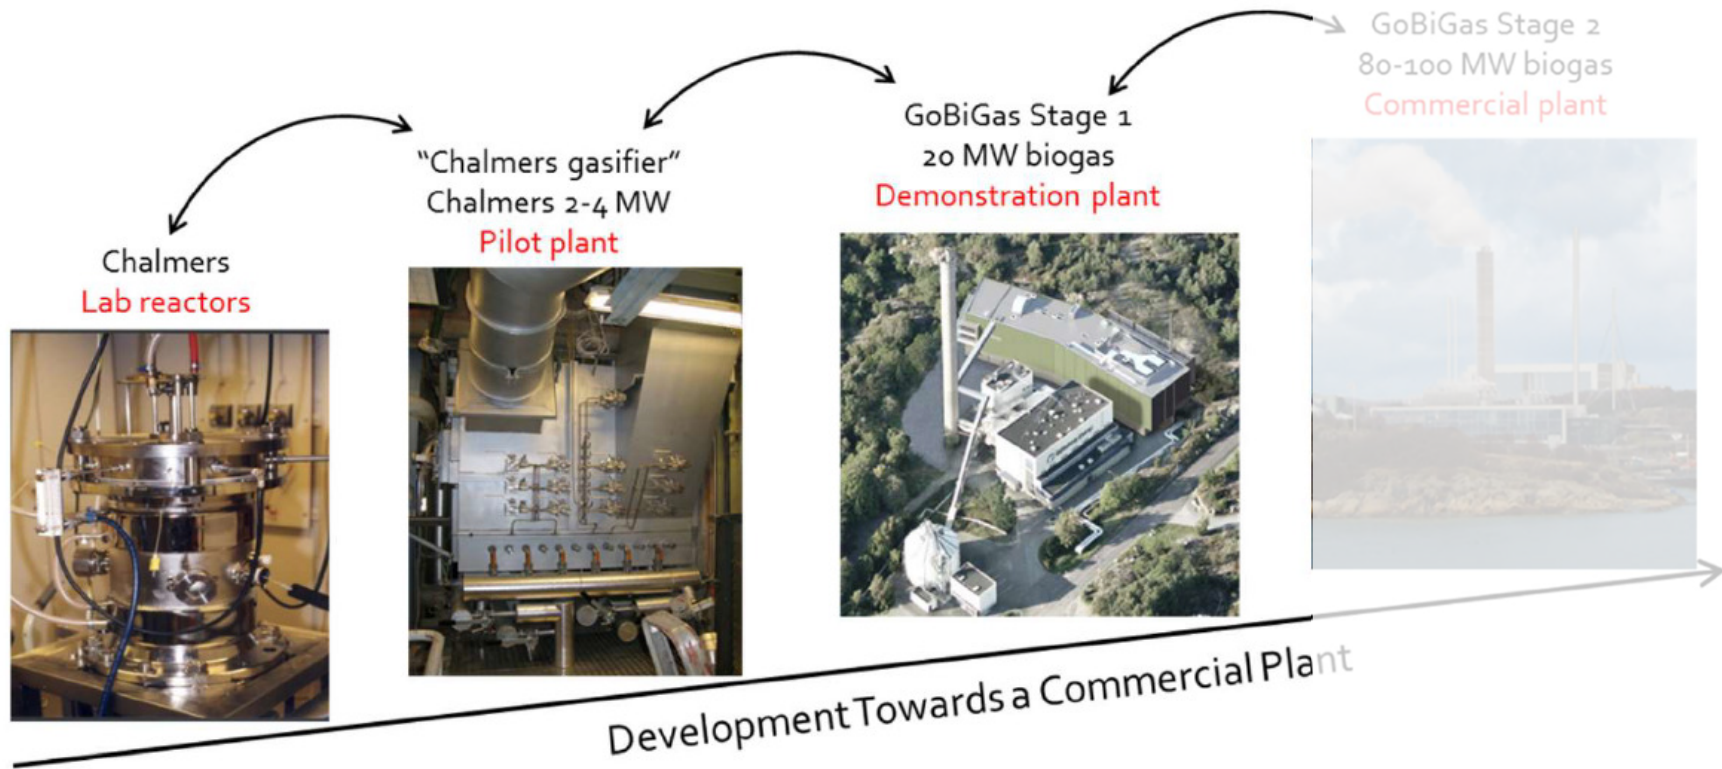 Chalmers
Lab reactors
“Chalmers gasifier”
Chalmers 2-4 MW
Pilot plant
GoBiGas Stage 1
20 MW biogas
Demonstration plant
GoBiGas Stage 2
80-100 MW biogas
Commercial plant
Development Towards a Commercial Plant